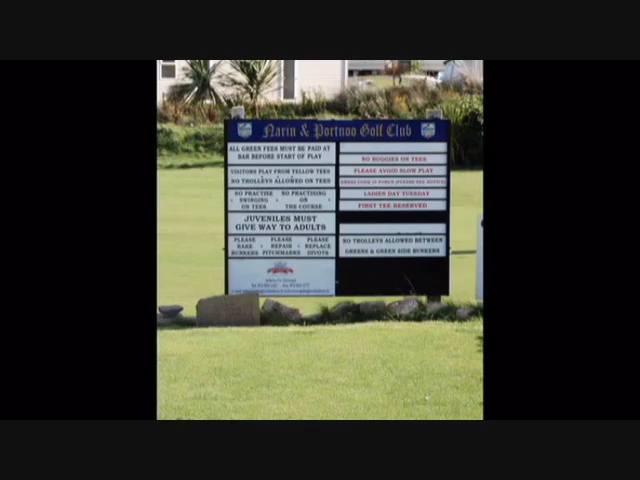 Narin & Portnoo Golf Club
ALL GREEN FEES MUST BE PAID AT
BAR BEFORE START OF PLAY
VISITORS PLAY FROM YELLOW TEES
NO TROLLEYS ALLOWED ON TEES
NO PRACTISE SWINGING ON TEES
NO PRACTISING ON THE COURSE
JUVENILES MUST
GIVE WAY TO ADULTS
PLEASE RAKE BUNKERS
PLEASE REPAIR PITCHMARKS
PLEASE REPLACE DIVOTS
NO BUGGIES ON TEES
PLEASE AVOID SLOW PLAY
LADIES DAY TUESDAY
FIRST TEE RESERVED
NO TROLLEYS ALLOWED BETWEEN
GREENS & GREEN SIDE BUNKERS